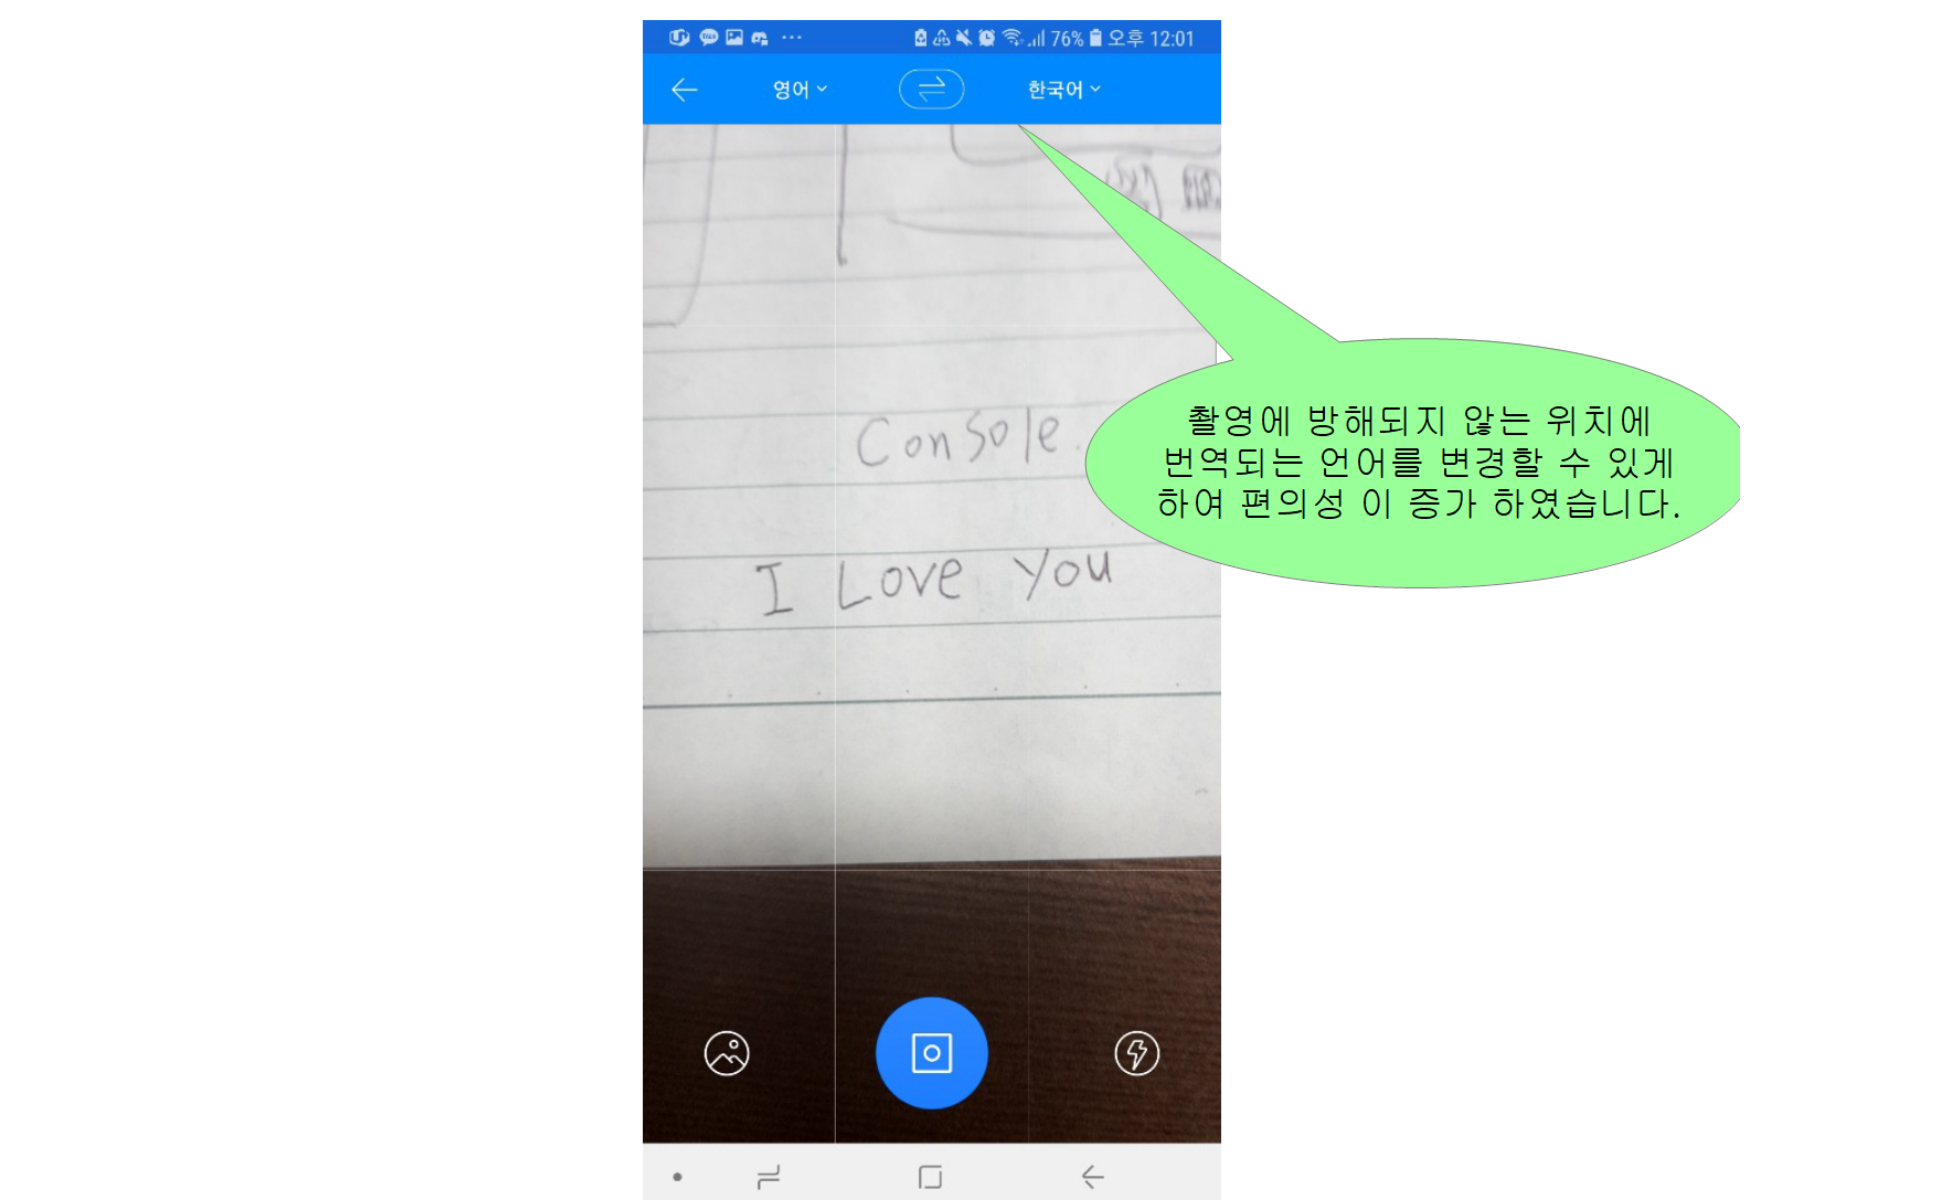 76% 오후 12:01
영어 한국어
Console.
I Love You
촬영에 방해되지 않는 위치에
번역되는 언어를 변경할 수 있게
하여 편의성 이 증가 하였습니다.